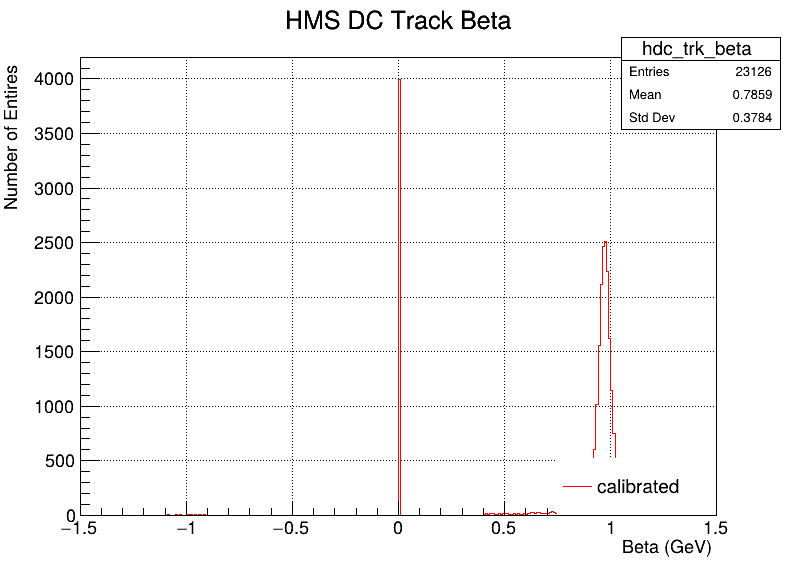 HMS DC Track Beta
hdc_trk_beta
Entries 23126
Mean 0.7859
Std Dev 0.3784
Number of Entires
4000
3500
3000
2500
2000
1500
1000
500
0
calibrated
−1.5 −1 −0.5 0 0.5 1 1.5
Beta (GeV)